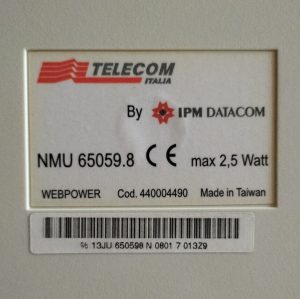 TELECOM
ITALIA
By IPM DATACOM
NMU 65059.8 CE max 2,5 Watt
WEBPOWER Cod. 440004490 Made in Taiwan
% 13JU 650598 N 0801 7 013Z9